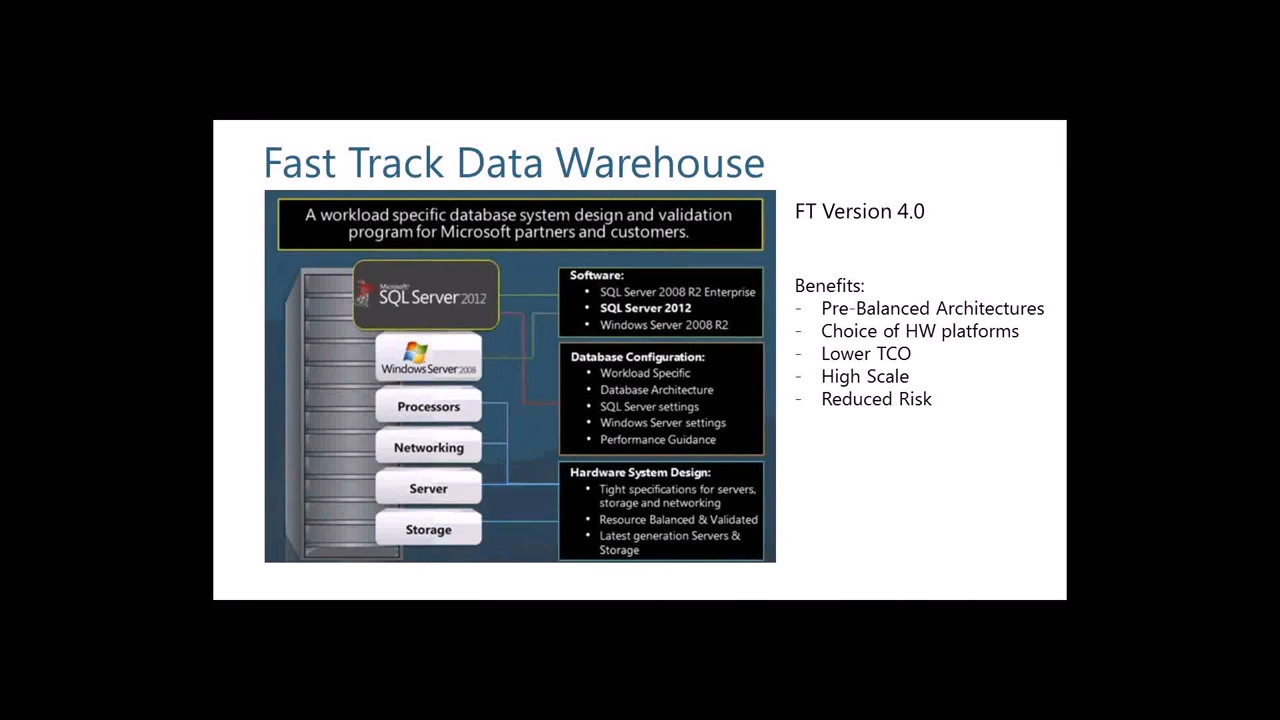 Fast Track Data Warehouse
A workload specific database system design and validation
program for Microsoft partners and customers.
Microsoft®
SQL Server 2012
Windows Server 2008
Processors
Networking
Server
Storage
Software:
• SQL Server 2008 R2 Enterprise
• SQL Server 2012
• Windows Server 2008 R2
Database Configuration:
• Workload Specific
• Database Architecture
• SQL Server settings
• Windows Server settings
• Performance Guidance
Hardware System Design:
• Tight specifications for servers,
storage and networking
• Resource Balanced & Validated
• Latest generation Servers &
Storage
FT Version 4.0
Benefits:
- Pre-Balanced Architectures
- Choice of HW platforms
- Lower TCO
- High Scale
- Reduced Risk